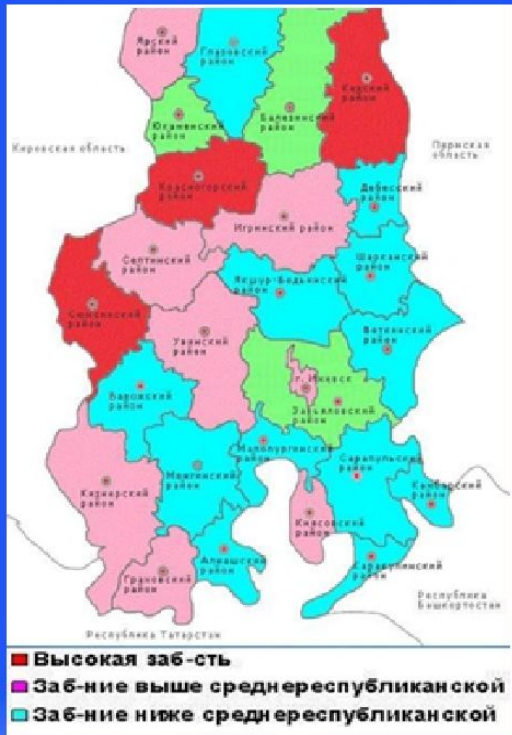 Ярский
район
Глазовский
район
Юкаменский
район
Балезинский
район
Кезский
район
Кировская область
Пермская
область
Красногорский
район
Дебесский
район
Игринский район
Селтинский
район
Шарканский
район
Якшур-Бодьинский
район
Сюмсинский
район
Увинский
район
Воткинский
район
г. Ижевск
Завьяловский
район
Вавожский
район
Малопургинский
район
Сарапульский
район
Можгинский
район
Камбарский
район
Кизнерский
район
Киясовский
район
Алнашский
район
Каракулинский
район
Граховский
район
Республика
Башкортостан
Республика Татарстан
Высокая заб-сть
Заб-ние выше среднереспубликанской
Заб-ние ниже среднереспубликанской